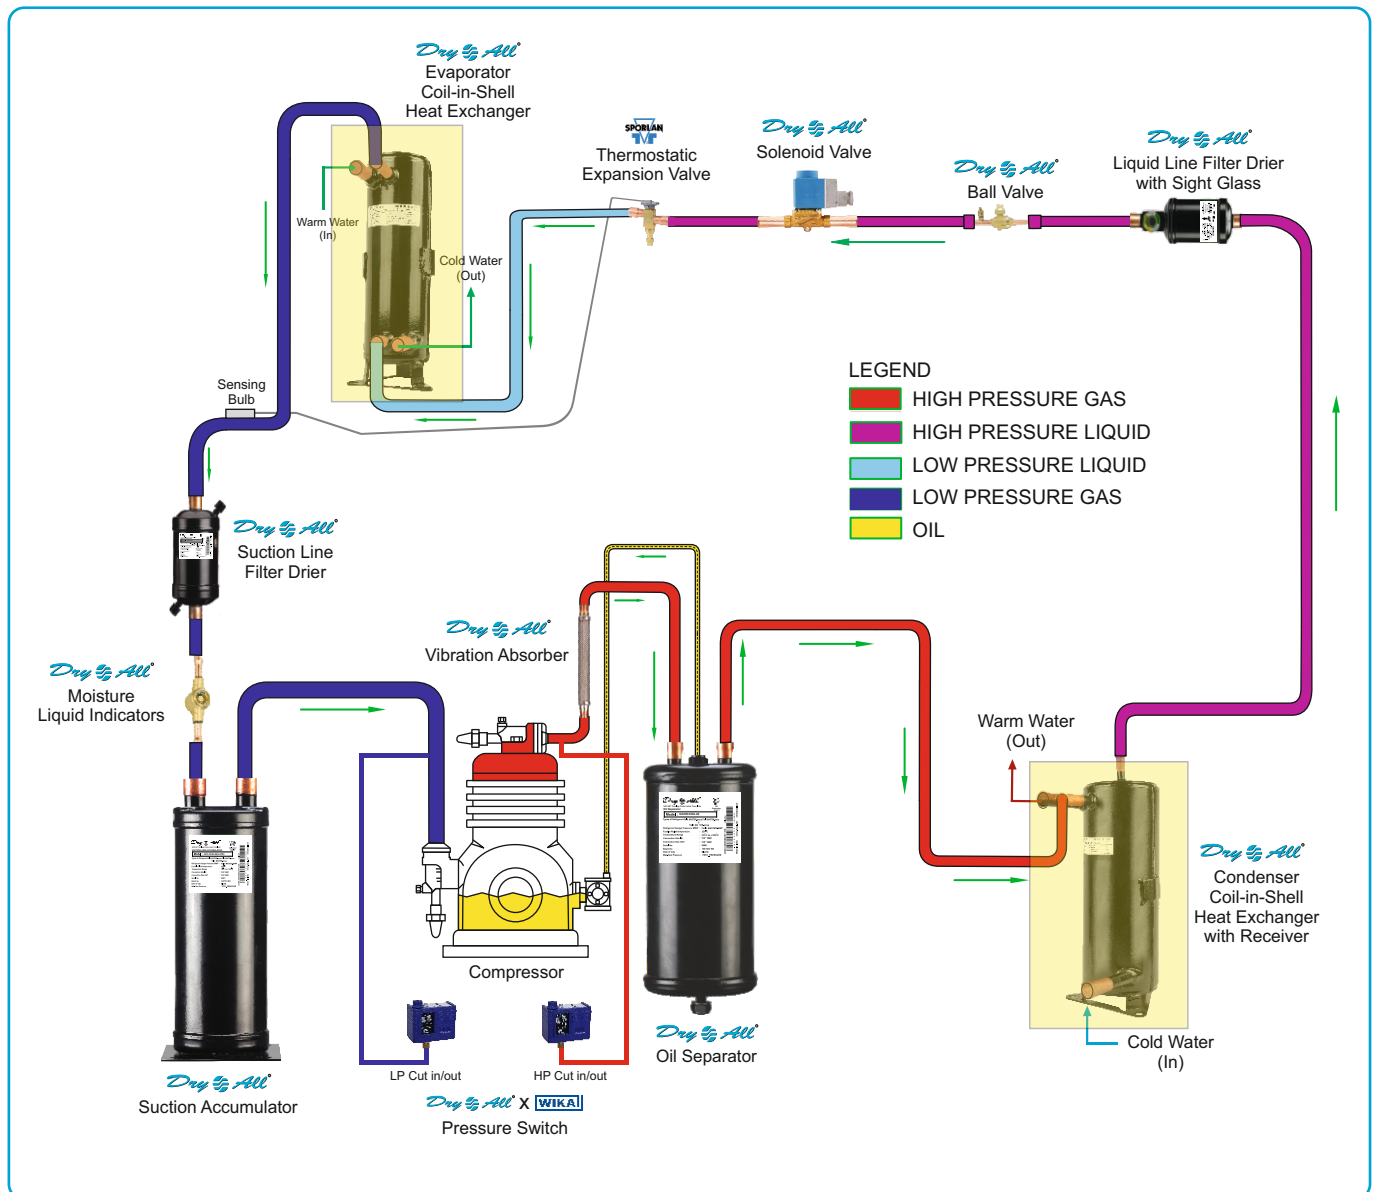 Dry All
Evaporator
Coil-in-Shell
Heat Exchanger
Warm Water
(In)
Cold Water
(Out)
SPORLAN
Thermostatic
Expansion Valve
Dry All
Solenoid Valve
Dry All
Ball Valve
Dry All
Liquid Line Filter Drier
with Sight Glass
Sensing
Bulb
LEGEND
HIGH PRESSURE GAS
HIGH PRESSURE LIQUID
LOW PRESSURE LIQUID
LOW PRESSURE GAS
OIL
Dry All
Suction Line
Filter Drier
Dry All
Vibration Absorber
Dry All
Moisture
Liquid Indicators
Warm Water
(Out)
Dry All
Dry All
Condenser
Coil-in-Shell
Heat Exchanger
with Receiver
Compressor
Cold Water
(In)
Dry All
Oil Separator
LP Cut in/out
HP Cut in/out
Dry All X WIKAI
Pressure Switch
Dry All
Suction Accumulator